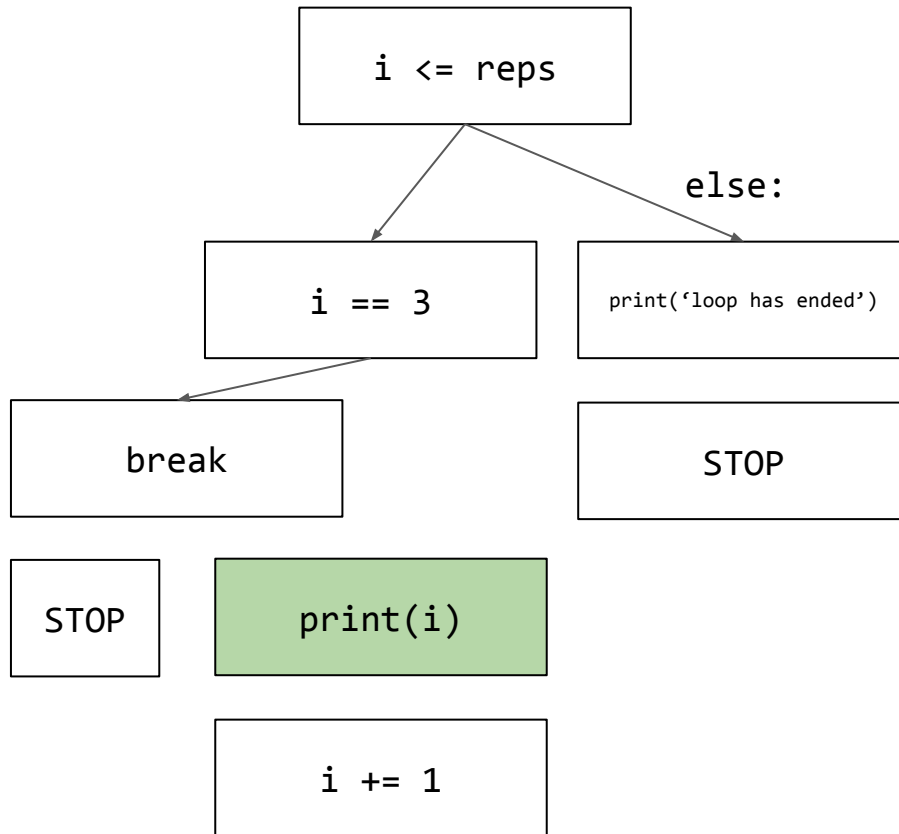 i <= reps
else:
i == 3
print(‘loop has ended’)
break
STOP
STOP
print(i)
i += 1